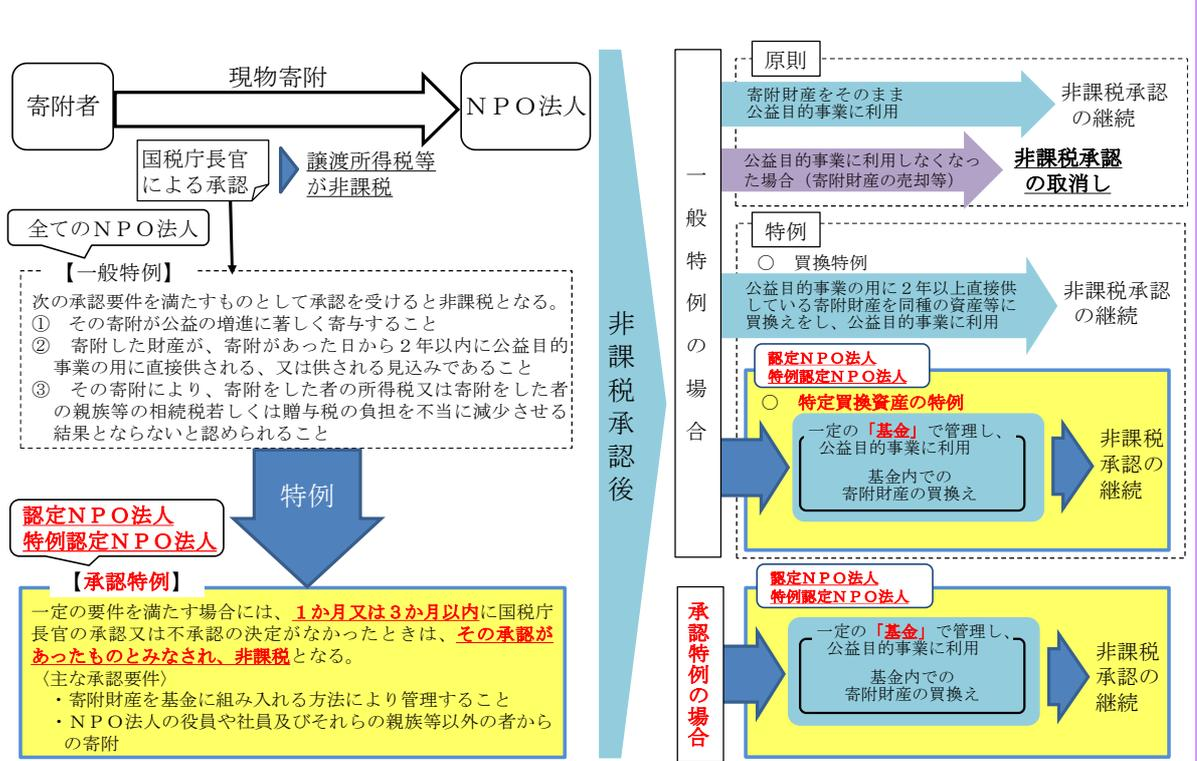 現物寄附
寄附者
ＮＰＯ法人
国税庁長官
による承認
譲渡所得税等
が非課税
全てのＮＰＯ法人
【一般特例】
次の承認要件を満たすものとして承認を受けると非課税となる。
①　その寄附が公益の増進に著しく寄与すること
②　寄附した財産が、寄附があった日から２年以内に公益目的
事業の用に直接供される、又は供される見込みであること
③　その寄附により、寄附をした者の所得税又は寄附をした者
の親族等の相続税若しくは贈与税の負担を不当に減少させる
結果とならないと認められること
特例
認定ＮＰＯ法人
特例認定ＮＰＯ法人
【承認特例】
一定の要件を満たす場合には、１か月又は３か月以内に国税庁
長官の承認又は不承認の決定がなかったときは、その承認が
あったものとみなされ、非課税となる。
〈主な承認要件〉
・寄附財産を基金に組み入れる方法により管理すること
・ＮＰＯ法人の役員や社員及びそれらの親族等以外の者から
の寄附
非課税承認後
一般特例の場合
原則
寄附財産をそのまま
公益目的事業に利用
非課税承認
の継続
公益目的事業に利用しなくなっ
た場合（寄附財産の売却等）
非課税承認
の取消し
特例
○　買換特例
公益目的事業の用に２年以上直接供
している寄附財産を同種の資産等に
買換えをし、公益目的事業に利用
非課税承認
の継続
認定ＮＰＯ法人
特例認定ＮＰＯ法人
○　特定買換資産の特例
一定の「基金」で管理し、
公益目的事業に利用
基金内での
寄附財産の買換え
非課税
承認の
継続
承認特例の場合
認定ＮＰＯ法人
特例認定ＮＰＯ法人
一定の「基金」で管理し、
公益目的事業に利用
基金内での
寄附財産の買換え
非課税
承認の
継続